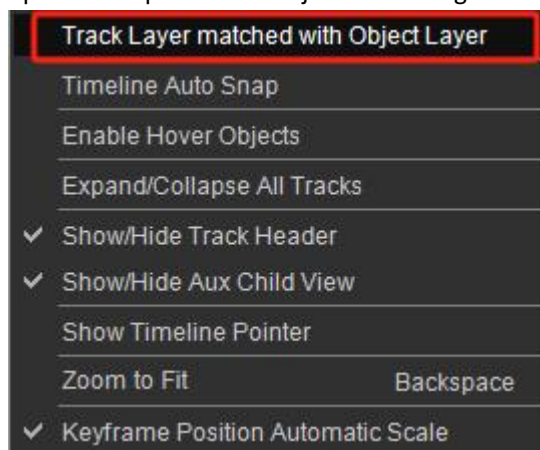 Track Layer matched with Object Layer
Timeline Auto Snap
Enable Hover Objects
Expand/Collapse All Tracks
Show/Hide Track Header
Show/Hide Aux Child View
Show Timeline Pointer
Zoom to Fit Backspace
Keyframe Position Automatic Scale